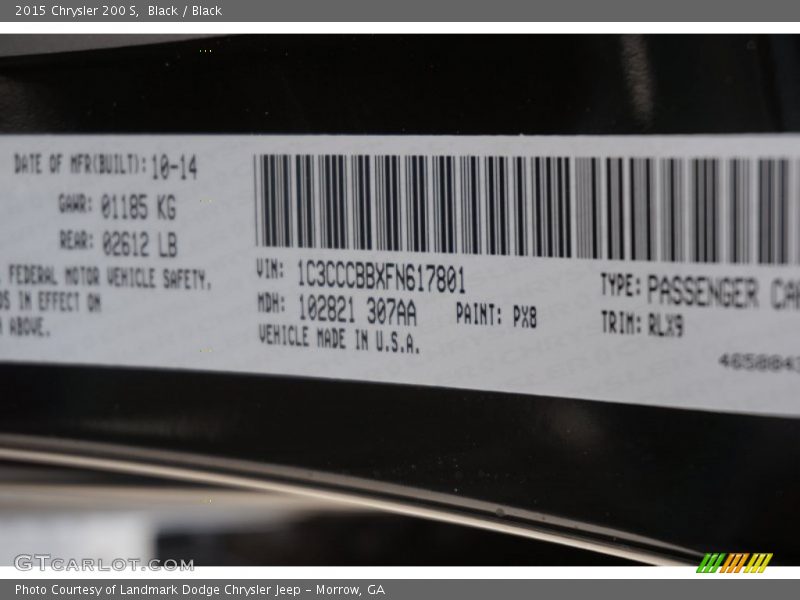 2015 Chrysler 200 S, Black / Black
DATE OF MFR(BUILT): 10-14
GAWR: 01185 KG
REAR: 02612 LB
FEDERAL MOTOR VEHICLE SAFETY,
IN EFFECT ON
ABOVE.
VIN: 1C3CCCBBXFN617801
MDH: 102821 307AA
PAINT: PX8
VEHICLE MADE IN U.S.A.
TYPE: PASSENGER CAR
TRIM: RLX9
GTCARLOT.COM
Photo Courtesy of Landmark Dodge Chrysler Jeep - Morrow, GA